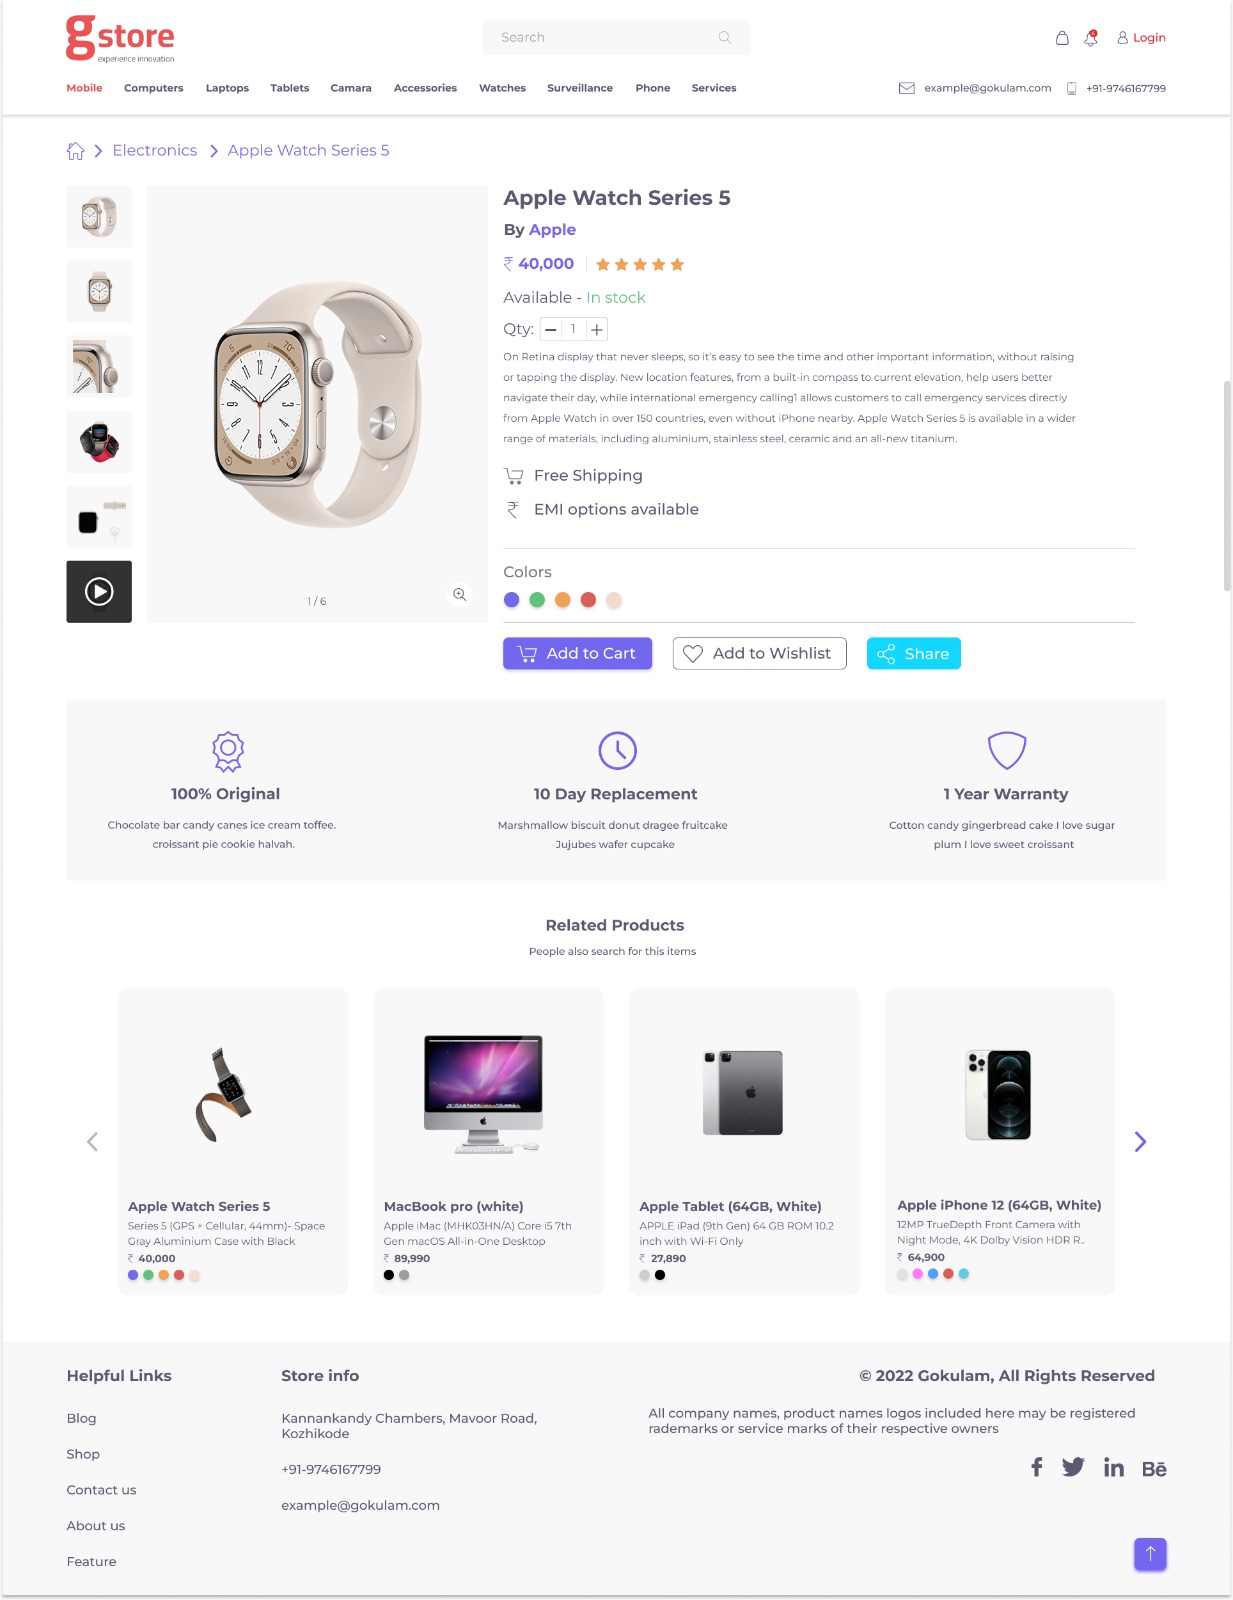 gstore
experience innovation
Search
Login
Mobile Computers Laptops Tablets Camara Accessories Watches Surveillance Phone Services
example@gokulam.com +91-9746167799
Electronics Apple Watch Series 5
Apple Watch Series 5
By Apple
₹ 40,000
Available - In stock
Qty: 1
On Retina display that never sleeps, so it's easy to see the time and other important information, without raising
or tapping the display. New location features, from a built-in compass to current elevation, help users better
navigate their day, while international emergency calling1 allows customers to call emergency services directly
from Apple Watch in over 150 countries, even without iPhone nearby. Apple Watch Series 5 is available in a wider
range of materials, including aluminium, stainless steel, ceramic and an all-new titanium.
Free Shipping
₹ EMI options available
Colors
1 / 6
Add to Cart Add to Wishlist Share
100% Original
Chocolate bar candy canes ice cream toffee.
croissant pie cookie halvah.
10 Day Replacement
Marshmallow biscuit donut dragee fruitcake
Jujubes wafer cupcake
1 Year Warranty
Cotton candy gingerbread cake I love sugar
plum I love sweet croissant
Related Products
People also search for this items
Apple Watch Series 5
Series 5 (GPS + Cellular, 44mm)- Space
Gray Aluminium Case with Black
₹ 40,000
MacBook pro (white)
Apple iMac (MHK03HN/A) Core i5 7th
Gen macOS All-in-One Desktop
₹ 89,990
Apple Tablet (64GB, White)
APPLE iPad (9th Gen) 64 GB ROM 10.2
inch with Wi-Fi Only
₹ 27,890
Apple iPhone 12 (64GB, White)
12MP TrueDepth Front Camera with
Night Mode, 4K Dolby Vision HDR R..
₹ 64,900
Helpful Links
Blog
Shop
Contact us
About us
Feature
Store info
Kannankandy Chambers, Mavoor Road,
Kozhikode
+91-9746167799
example@gokulam.com
© 2022 Gokulam, All Rights Reserved
All company names, product names logos included here may be registered
rademarks or service marks of their respective owners
f in Bē